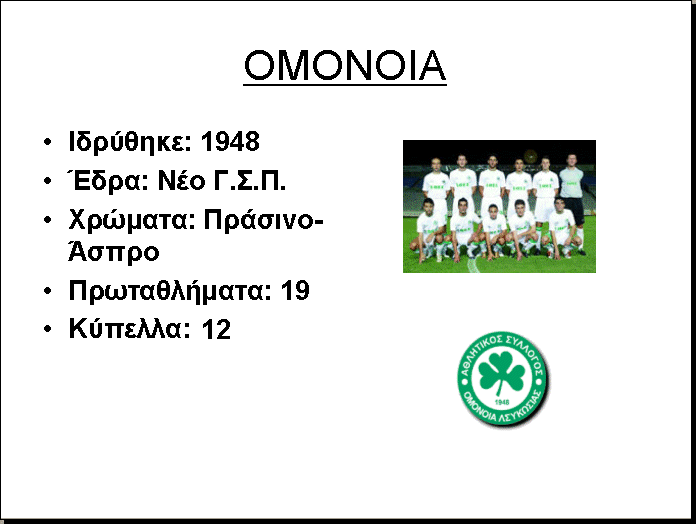 ΟΜΟΝΟΙΑ
• Ιδρύθηκε: 1948
• Έδρα: Νέο Γ.Σ.Π.
• Χρώματα: Πράσινο-
Άσπρο
• Πρωταθλήματα: 19
• Κύπελλα: 12
ΑΘΛΗΤΙΚΟΣ ΣΥΛΛΟΓΟΣ
1948
ΟΜΟΝΟΙΑ ΛΕΥΚΩΣΙΑΣ